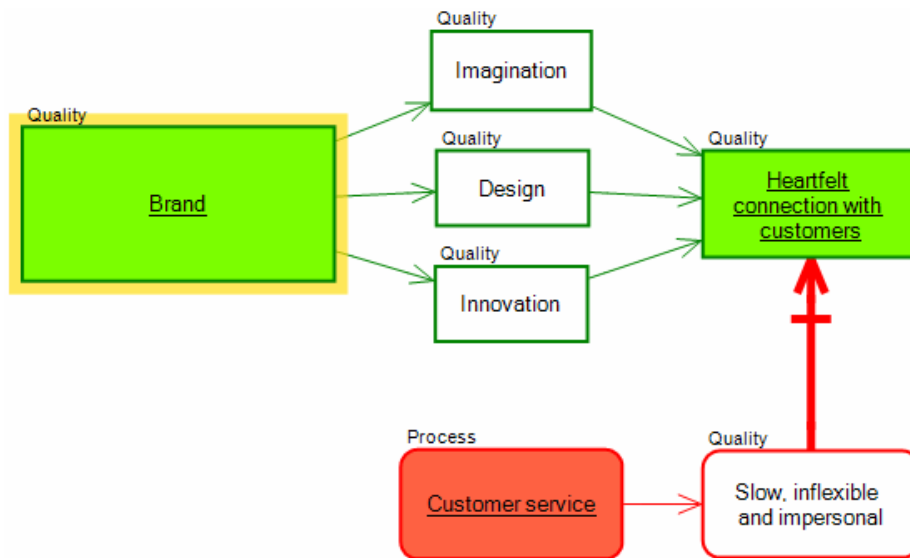 Quality
Imagination
Quality
Brand
Quality
Design
Quality
Heartfelt
connection with
customers
Quality
Innovation
Process
Customer service
Quality
Slow, inflexible
and impersonal